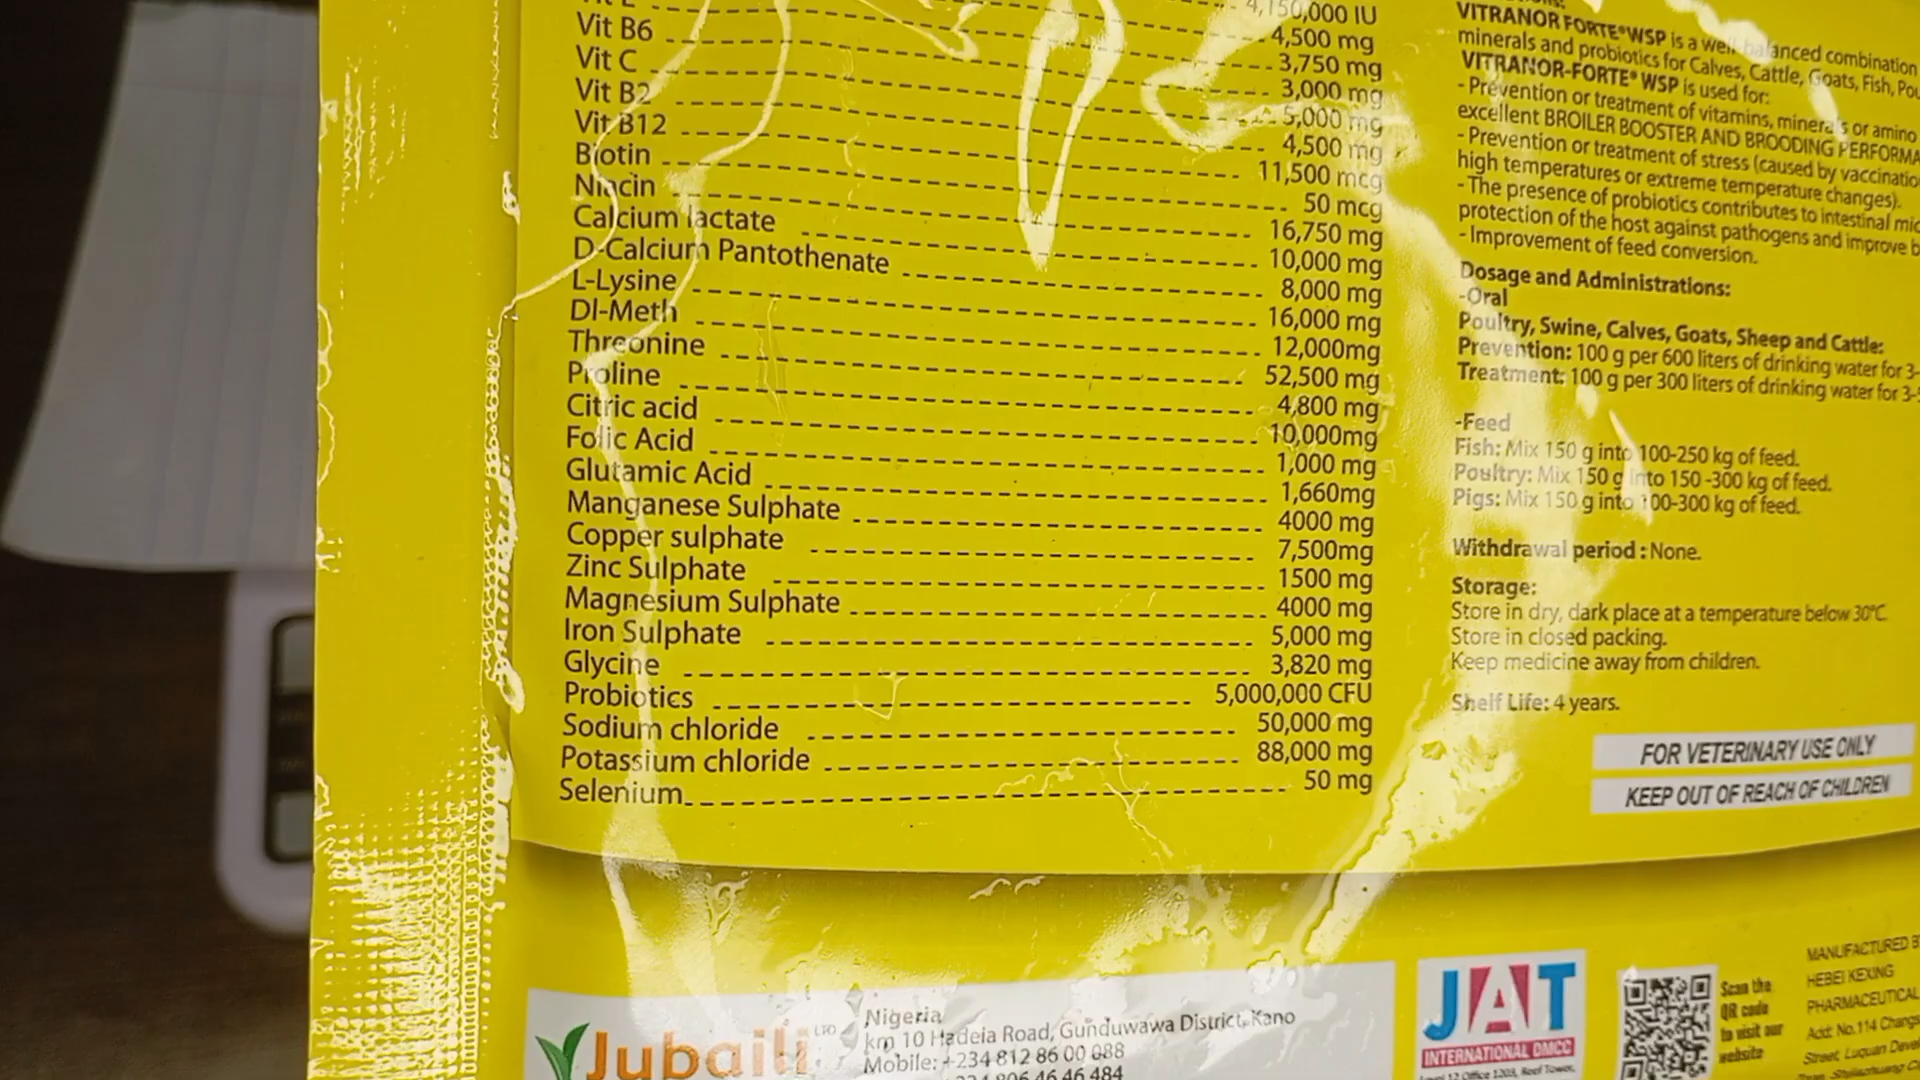 4,150,000 IU
Vit B6 4,500 mg
Vit C 3,750 mg
Vit B2 3,000 mg
Vit B12 5,000 mg
Biotin 4,500 mg
Niacin 11,500 mcg
Calcium lactate 50 mcg
D-Calcium Pantothenate 16,750 mg
L-Lysine 10,000 mg
Dl-Meth 8,000 mg
Threonine 16,000 mg
Proline 12,000mg
Citric acid 52,500 mg
Folic Acid 4,800 mg
Glutamic Acid 10,000mg
Manganese Sulphate 1,000 mg
Copper sulphate 1,660mg
Zinc Sulphate 4000 mg
Magnesium Sulphate 7,500mg
Iron Sulphate 1500 mg
Glycine 4000 mg
Probiotics 5,000 mg
Sodium chloride 3,820 mg
Potassium chloride 5,000,000 CFU
Selenium 50,000 mg
88,000 mg
50 mg
VITRANOR FORTE® WSP is a well balanced combination
minerals and probiotics for Calves, Cattle, Goats, Fish, Pou
VITRANOR-FORTE® WSP is used for:
- Prevention or treatment of vitamins, minerals or amino
excellent BROILER BOOSTER AND BROODING PERFORMA
- Prevention or treatment of stress (caused by vaccinatio
high temperatures or extreme temperature changes).
- The presence of probiotics contributes to intestinal mic
protection of the host against pathogens and improve b
- Improvement of feed conversion.
Dosage and Administrations:
-Oral
Poultry, Swine, Calves, Goats, Sheep and Cattle:
Prevention: 100 g per 600 liters of drinking water for 3-
Treatment: 100 g per 300 liters of drinking water for 3-5
-Feed
Fish: Mix 150 g into 100-250 kg of feed.
Poultry: Mix 150 g into 150 -300 kg of feed.
Pigs: Mix 150 g into 100-300 kg of feed.
Withdrawal period : None.
Storage:
Store in dry, dark place at a temperature below 30°C.
Store in closed packing.
Keep medicine away from children.
Shelf Life: 4 years.
FOR VETERINARY USE ONLY
KEEP OUT OF REACH OF CHILDREN
Jubaili LTD
Nigeria
km 10 Hadeia Road, Gunduwawa District, Kano
Mobile: +234 812 86 00 088
806 46 46 484
JAT
INTERNATIONAL DMCC
Scan the
QR code
to visit our
website
MANUFACTURED B
HEBEI KEXING
PHARMACEUTICAL
Add: No.114 Changs
Street, Luquan Deve